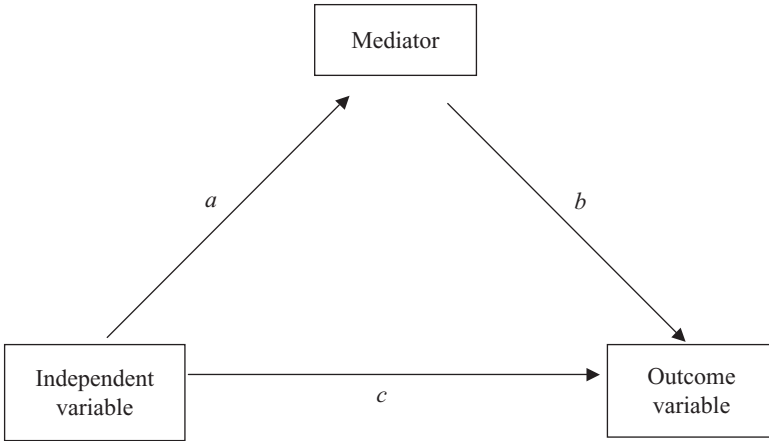 Mediator
a
b
Independent
variable
c
Outcome
variable